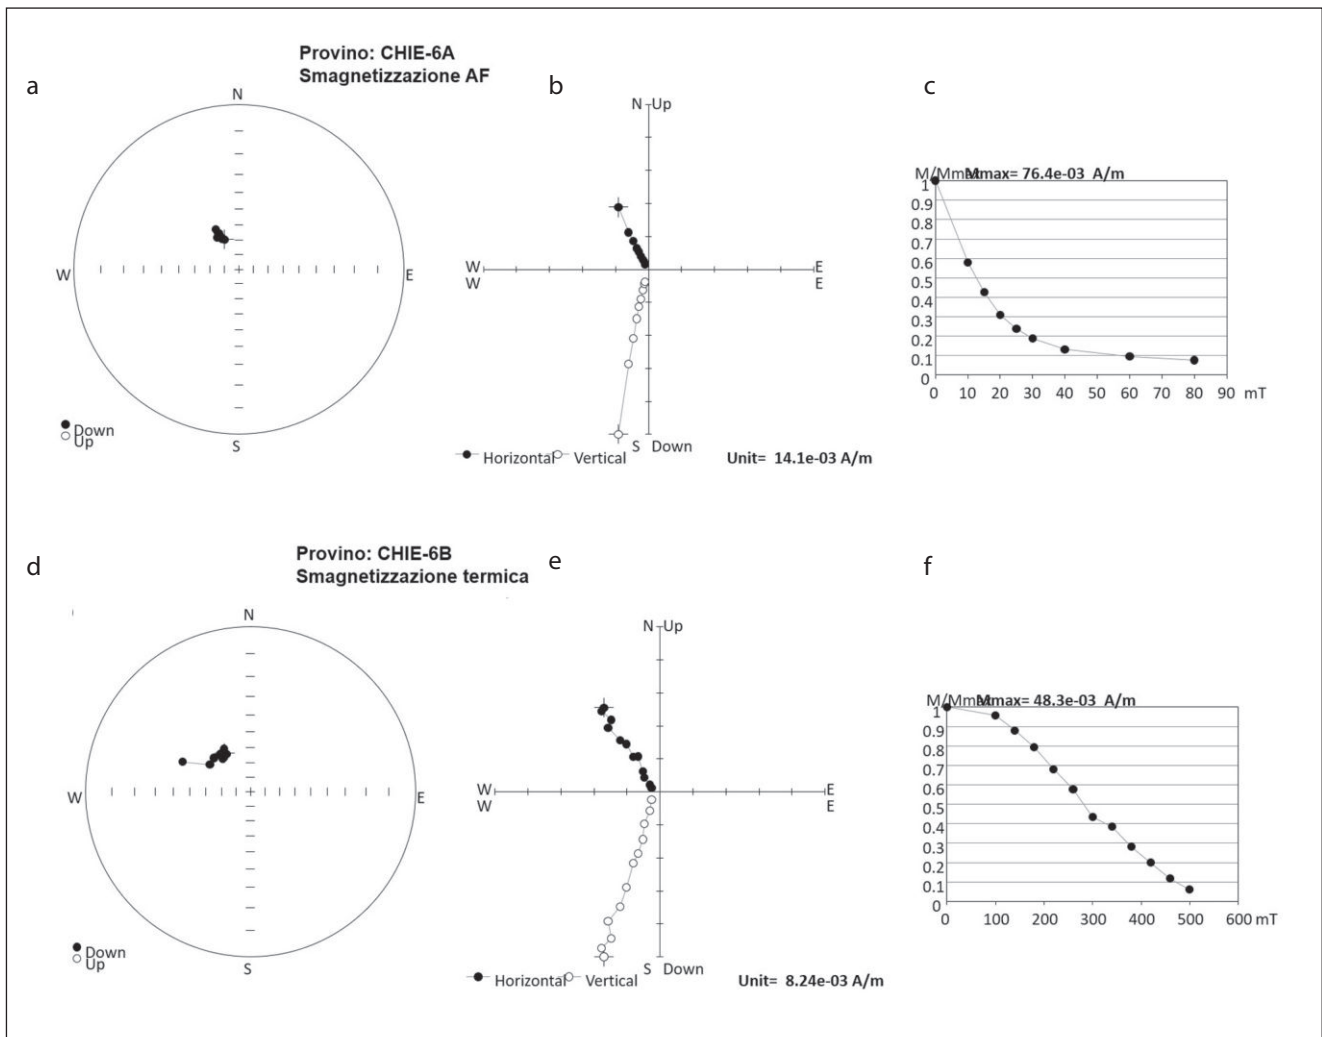 Provino: CHIE-6A
Smagnetizzazione AF
a
b
c
N
W
E
S
Down
Up
N Up
W
W
E
E
S Down
Horizontal Vertical
Unit= 14.1e-03 A/m
M/Mmax Mmax= 76.4e-03 A/m
1
0.9
0.8
0.7
0.6
0.5
0.4
0.3
0.2
0.1
0
0 10 20 30 40 50 60 70 80 90 mT
Provino: CHIE-6B
Smagnetizzazione termica
d
e
f
N
W
E
S
Down
Up
N Up
W
W
E
E
S Down
Horizontal Vertical
Unit= 8.24e-03 A/m
M/Mmax Mmax= 48.3e-03 A/m
1
0.9
0.8
0.7
0.6
0.5
0.4
0.3
0.2
0.1
0
0 100 200 300 400 500 600 mT